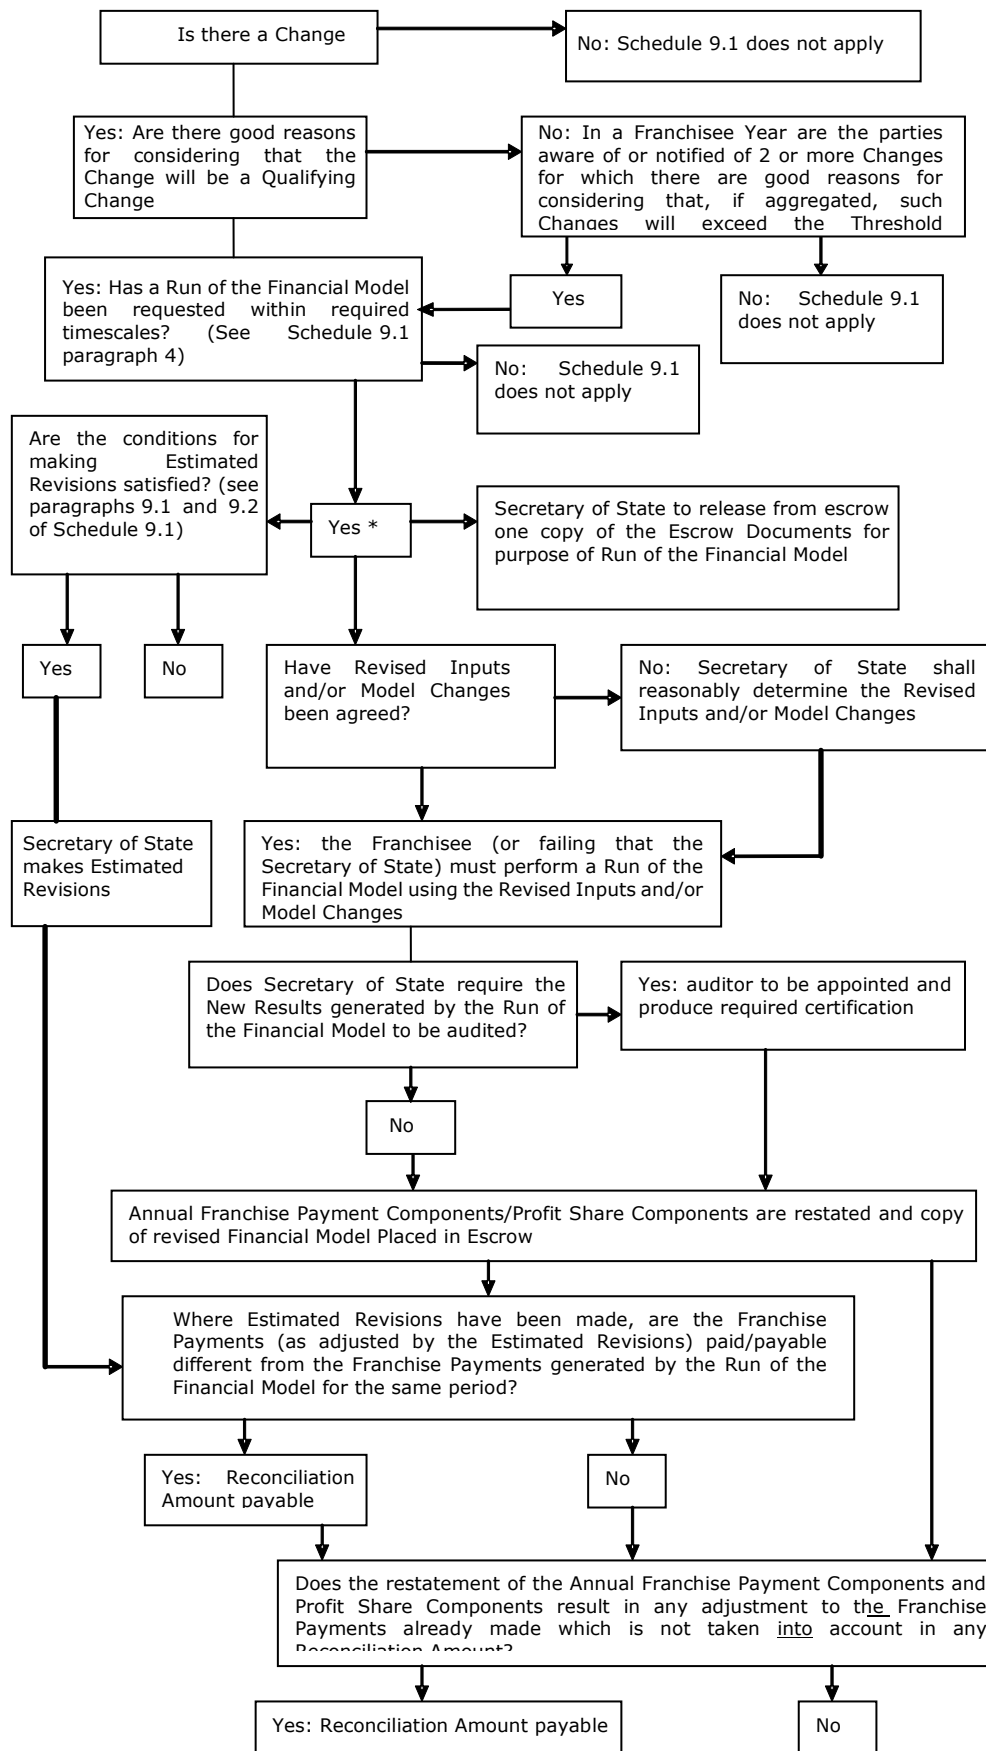 Is there a Change
No: Schedule 9.1 does not apply
Yes: Are there good reasons
for considering that the
Change will be a Qualifying
Change
No: In a Franchisee Year are the parties
aware of or notified of 2 or more Changes
for which there are good reasons for
considering that, if aggregated, such
Changes will exceed the Threshold
Yes: Has a Run of the Financial Model
been requested within required
timescales? (See Schedule 9.1
paragraph 4)
Yes
No: Schedule 9.1
does not apply
No: Schedule 9.1
does not apply
Are the conditions for
making Estimated
Revisions satisfied? (see
paragraphs 9.1 and 9.2
of Schedule 9.1)
Yes *
Secretary of State to release from escrow
one copy of the Escrow Documents for
purpose of Run of the Financial Model
Yes
No
Have Revised Inputs
and/or Model Changes
been agreed?
No: Secretary of State shall
reasonably determine the Revised
Inputs and/or Model Changes
Secretary of State
makes Estimated
Revisions
Yes: the Franchisee (or failing that the
Secretary of State) must perform a Run of the
Financial Model using the Revised Inputs and/or
Model Changes
Does Secretary of State require the
New Results generated by the Run of
the Financial Model to be audited?
Yes: auditor to be appointed and
produce required certification
No
Annual Franchise Payment Components/Profit Share Components are restated and copy
of revised Financial Model Placed in Escrow
Where Estimated Revisions have been made, are the Franchise
Payments (as adjusted by the Estimated Revisions) paid/payable
different from the Franchise Payments generated by the Run of the
Financial Model for the same period?
Yes: Reconciliation
Amount payable
No
Does the restatement of the Annual Franchise Payment Components and
Profit Share Components result in any adjustment to the Franchise
Payments already made which is not taken into account in any
Reconciliation Amount?
Yes: Reconciliation Amount payable
No